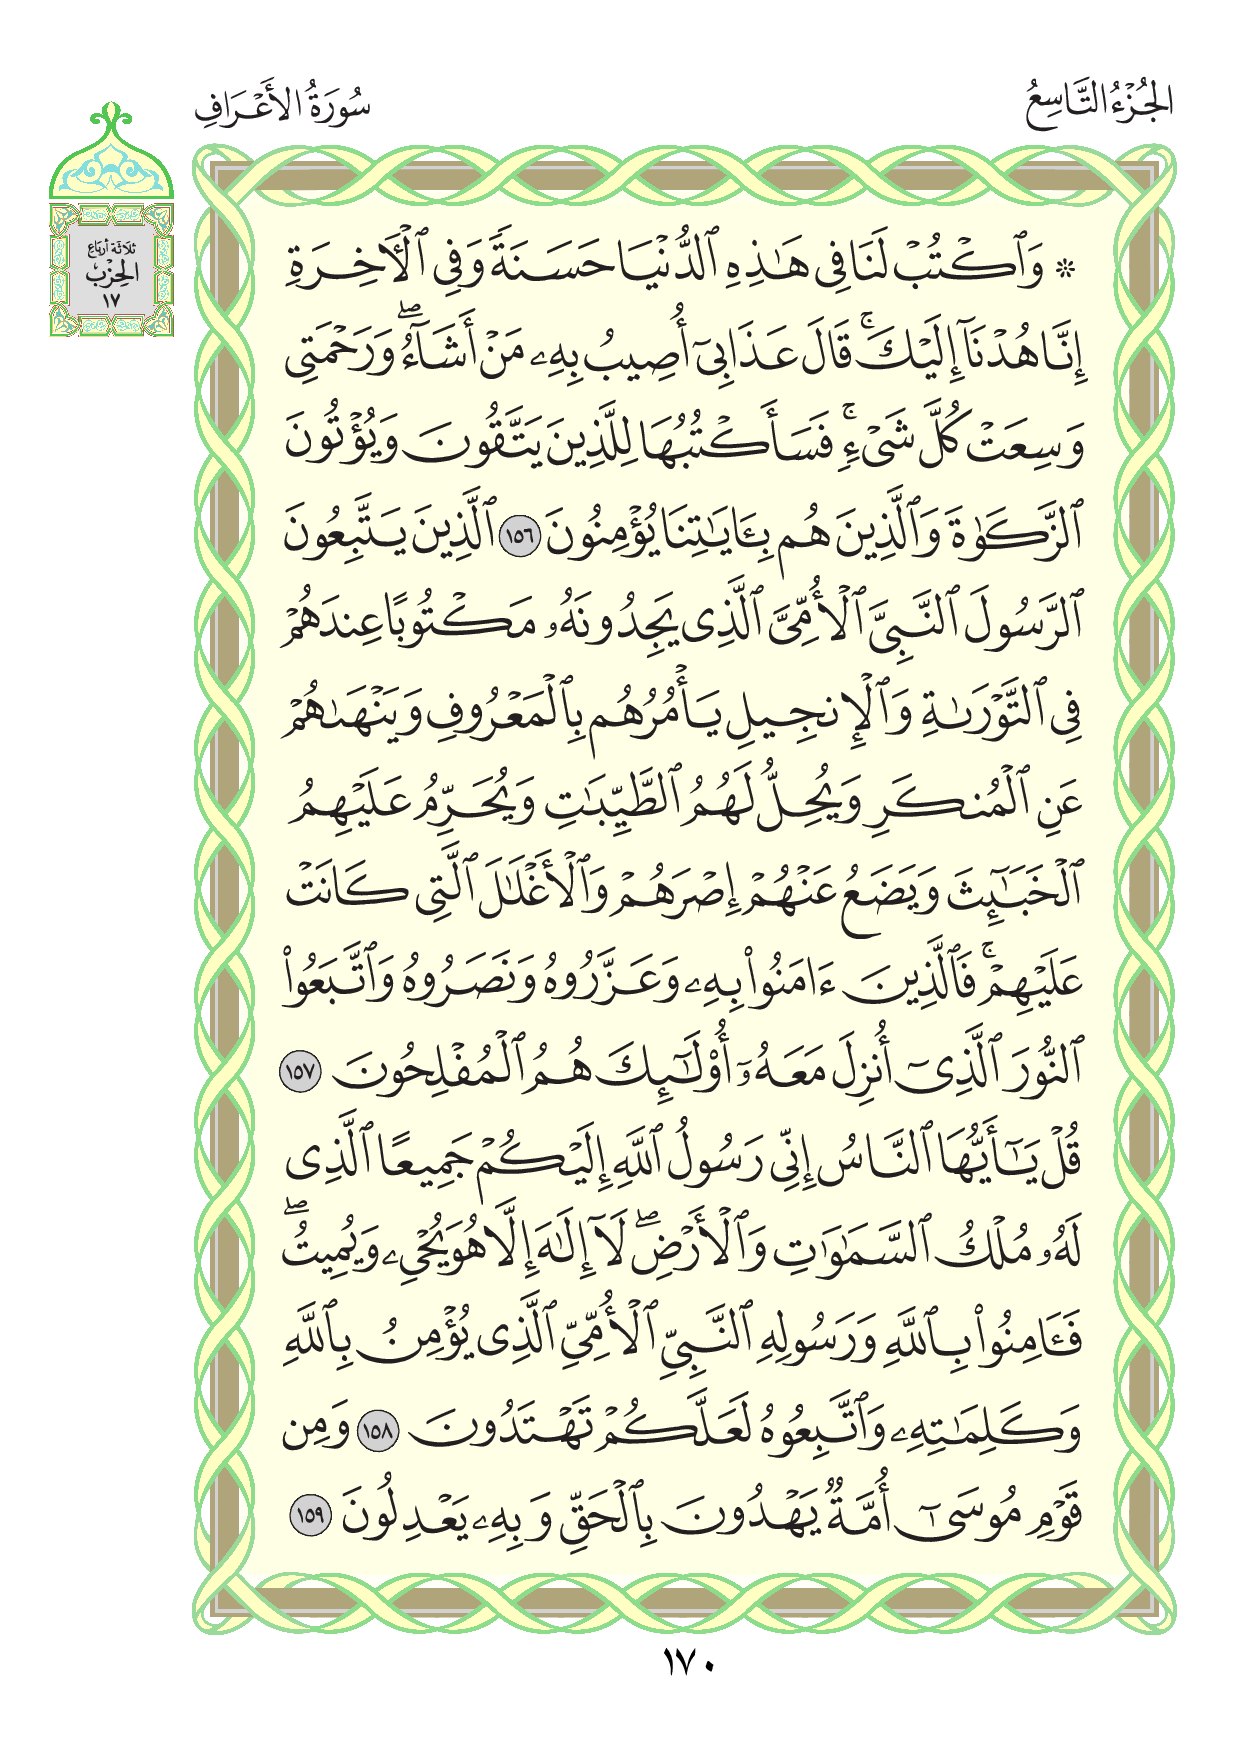 الجُزْءُ التَّاسِعُ
سُورَةُ الأَعْرَافِ
ثلاثة أرباع
الحِزْب
١٧
۞ وَٱكْتُبْ لَنَا فِى هَـٰذِهِ ٱلدُّنْيَا حَسَنَةً وَفِى ٱلْـَٔاخِرَةِ
إِنَّا هُدْنَآ إِلَيْكَ ۚ قَالَ عَذَابِىٓ أُصِيبُ بِهِۦ مَنْ أَشَآءُ ۖ وَرَحْمَتِى
وَسِعَتْ كُلَّ شَىْءٍ ۚ فَسَأَكْتُبُهَا لِلَّذِينَ يَتَّقُونَ وَيُؤْتُونَ
ٱلزَّكَوٰةَ وَٱلَّذِينَ هُم بِـَٔايَـٰتِنَا يُؤْمِنُونَ ١٥٦ ٱلَّذِينَ يَتَّبِعُونَ
ٱلرَّسُولَ ٱلنَّبِىَّ ٱلْأُمِّىَّ ٱلَّذِى يَجِدُونَهُۥ مَكْتُوبًا عِندَهُمْ
فِى ٱلتَّوْرَىٰةِ وَٱلْإِنجِيلِ يَأْمُرُهُم بِٱلْمَعْرُوفِ وَيَنْهَىٰهُمْ
عَنِ ٱلْمُنكَرِ وَيُحِلُّ لَهُمُ ٱلطَّيِّبَـٰتِ وَيُحَرِّمُ عَلَيْهِمُ
ٱلْخَبَـٰٓئِثَ وَيَضَعُ عَنْهُمْ إِصْرَهُمْ وَٱلْأَغْلَـٰلَ ٱلَّتِى كَانَتْ
عَلَيْهِمْ ۚ فَٱلَّذِينَ ءَامَنُوا۟ بِهِۦ وَعَزَّرُوهُ وَنَصَرُوهُ وَٱتَّبَعُوا۟
ٱلنُّورَ ٱلَّذِىٓ أُنزِلَ مَعَهُۥٓ أُو۟لَـٰٓئِكَ هُمُ ٱلْمُفْلِحُونَ ١٥٧
قُلْ يَـٰٓأَيُّهَا ٱلنَّاسُ إِنِّى رَسُولُ ٱللَّهِ إِلَيْكُمْ جَمِيعًا ٱلَّذِى
لَهُۥ مُلْكُ ٱلسَّمَـٰوَٰتِ وَٱلْأَرْضِ ۖ لَآ إِلَـٰهَ إِلَّا هُوَ يُحْىِۦ وَيُمِيتُ ۖ
فَـَٔامِنُوا۟ بِٱللَّهِ وَرَسُولِهِ ٱلنَّبِىِّ ٱلْأُمِّىِّ ٱلَّذِى يُؤْمِنُ بِٱللَّهِ
وَكَلِمَـٰتِهِۦ وَٱتَّبِعُوهُ لَعَلَّكُمْ تَهْتَدُونَ ١٥٨ وَمِن
قَوْمِ مُوسَىٰٓ أُمَّةٌ يَهْدُونَ بِٱلْحَقِّ وَبِهِۦ يَعْدِلُونَ ١٥٩
١٧٠